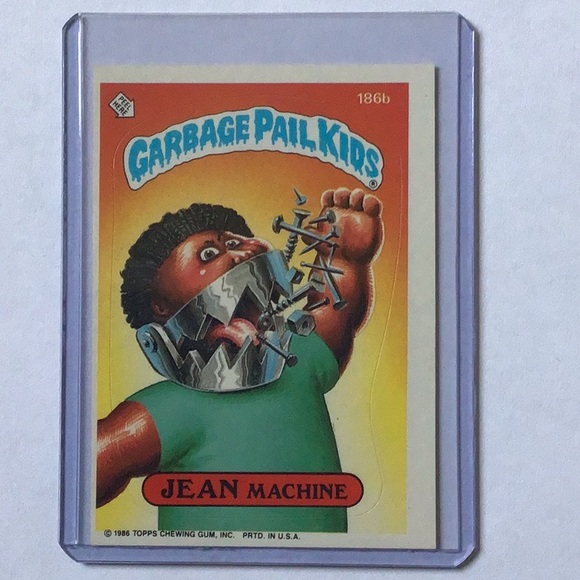 PEEL HERE
186b
GARBAGE PAIL KIDS®
JEAN MACHINE
© 1986 TOPPS CHEWING GUM, INC. PRTD. IN U.S.A.